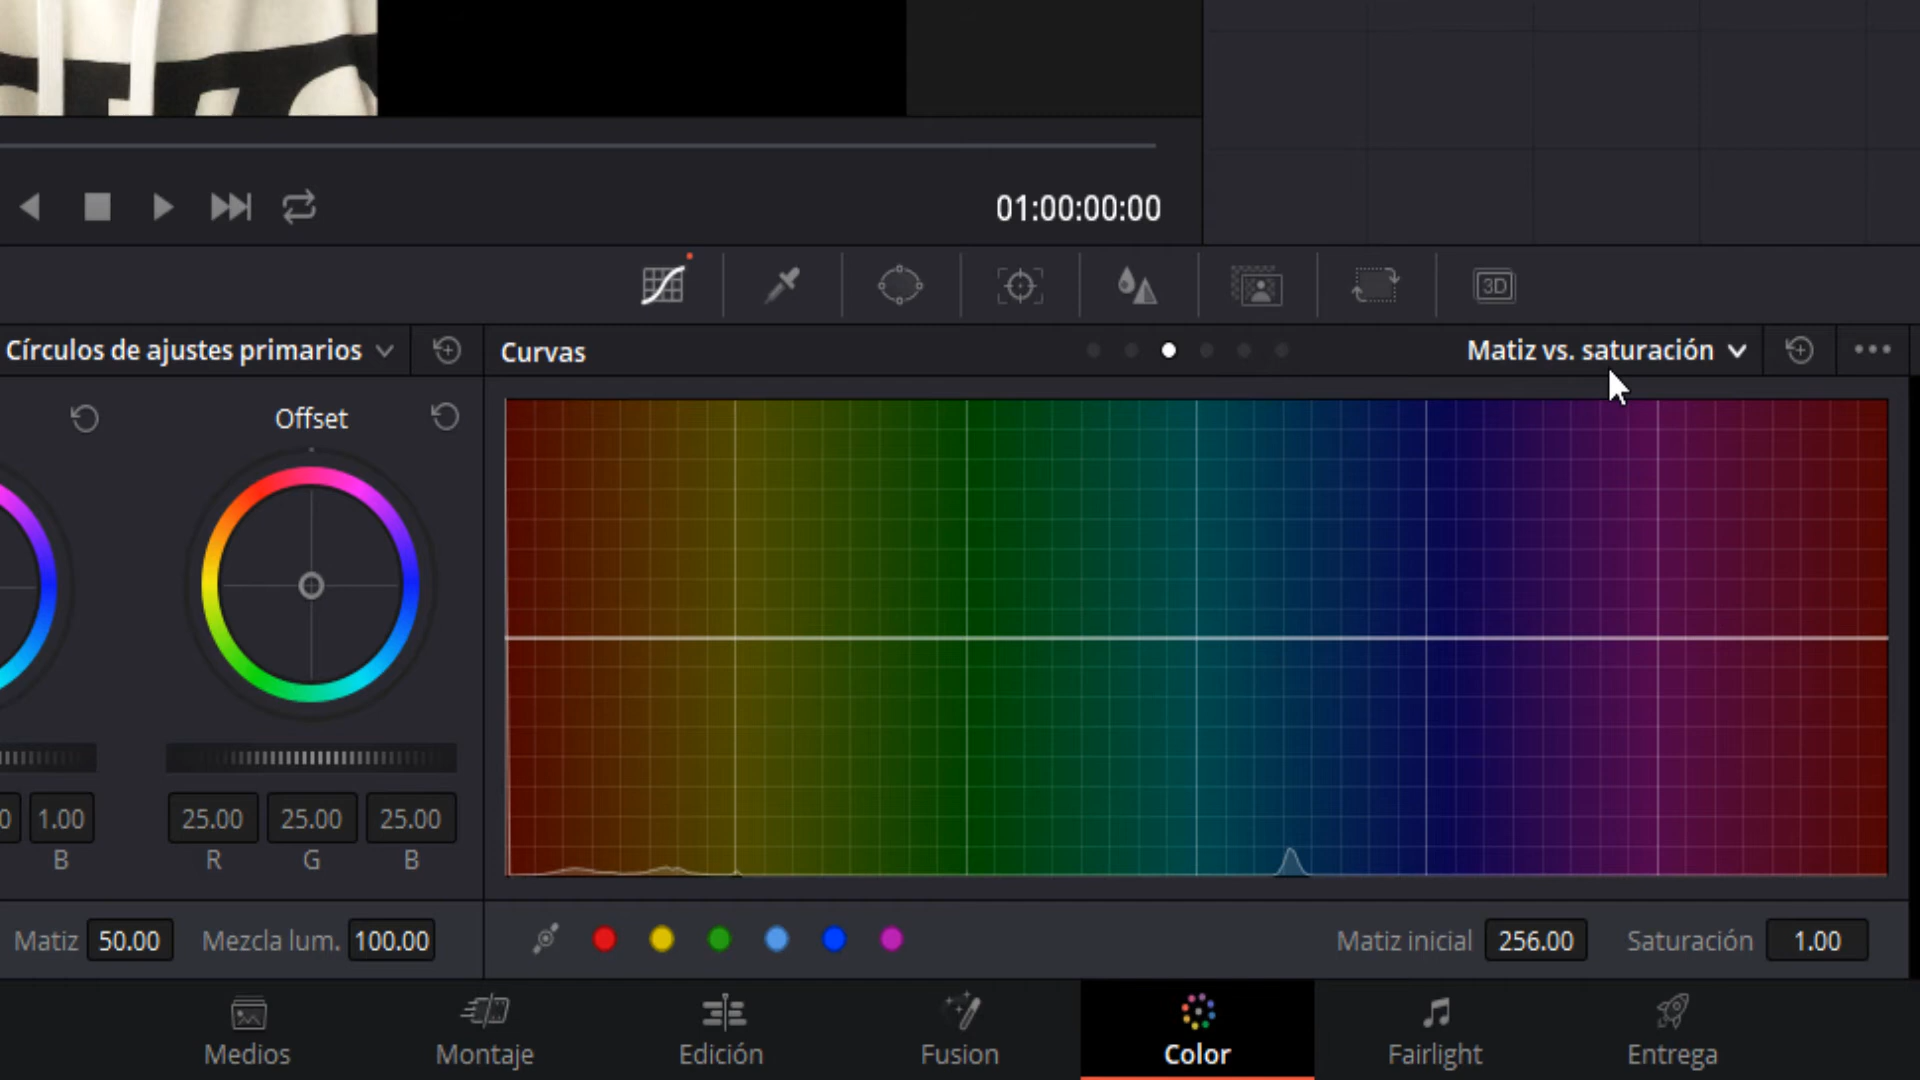 01:00:00:00
3D
Círculos de ajustes primarios
Curvas
Matiz vs. saturación
Offset
1.00
25.00
25.00
25.00
B
R
G
B
Matiz 50.00
Mezcla lum. 100.00
Matiz inicial 256.00
Saturación 1.00
Medios
Montaje
Edición
Fusion
Color
Fairlight
Entrega